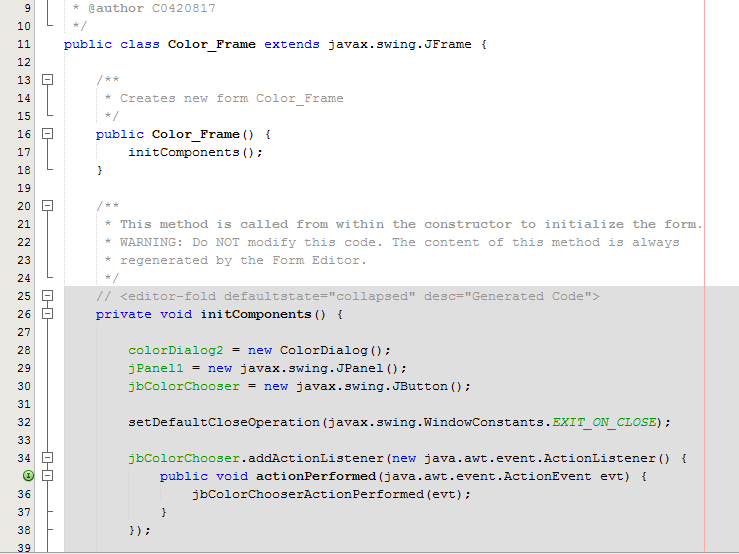 9 * @author C0420817
10 */
11 public class Color_Frame extends javax.swing.JFrame {
12
13 /**
14 * Creates new form Color_Frame
15 */
16 public Color_Frame() {
17 initComponents();
18 }
19
20 /**
21 * This method is called from within the constructor to initialize the form.
22 * WARNING: Do NOT modify this code. The content of this method is always
23 * regenerated by the Form Editor.
24 */
25 // <editor-fold defaultstate="collapsed" desc="Generated Code">
26 private void initComponents() {
27
28 colorDialog2 = new ColorDialog();
29 jPanel1 = new javax.swing.JPanel();
30 jbColorChooser = new javax.swing.JButton();
31
32 setDefaultCloseOperation(javax.swing.WindowConstants.EXIT_ON_CLOSE);
33
34 jbColorChooser.addActionListener(new java.awt.event.ActionListener() {
public void actionPerformed(java.awt.event.ActionEvent evt) {
36 jbColorChooserActionPerformed(evt);
37 }
38 });
39